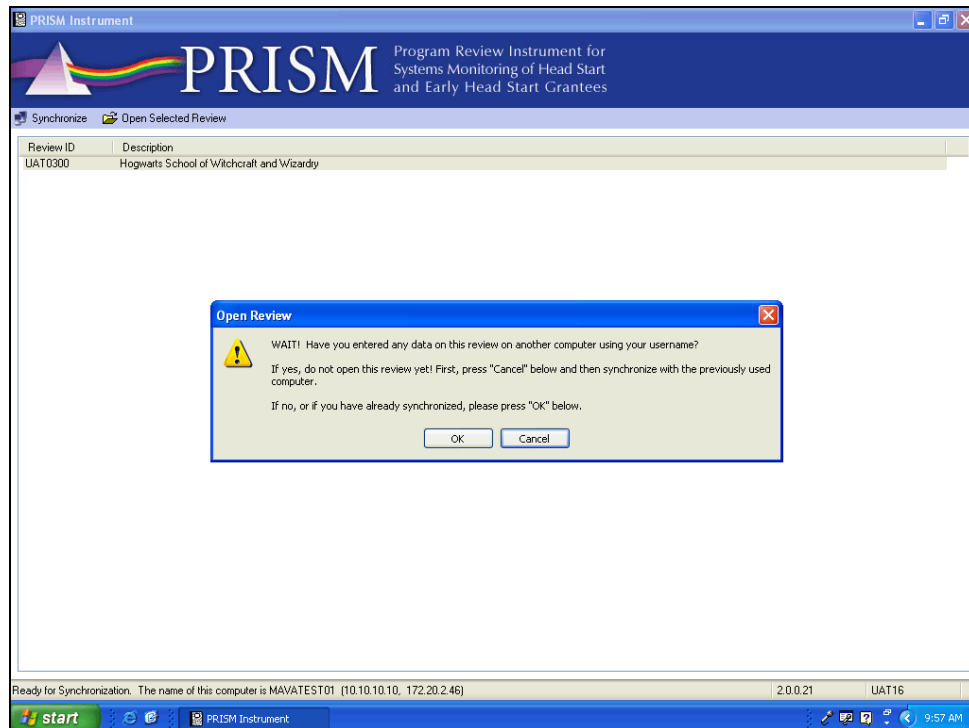 PRISM Instrument
PRISM
Program Review Instrument for
Systems Monitoring of Head Start
and Early Head Start Grantees
Synchronize Open Selected Review
Review ID Description
UAT0300 Hogwarts School of Witchcraft and Wizardry
Open Review
WAIT! Have you entered any data on this review on another computer using your username?
If yes, do not open this review yet! First, press "Cancel" below and then synchronize with the previously used
computer.
If no, or if you have already synchronized, please press "OK" below.
OK Cancel
Ready for Synchronization. The name of this computer is MAVATEST01 (10.10.10.10, 172.20.2.46) 2.0.0.21 UAT16
start PRISM Instrument 9:57 AM